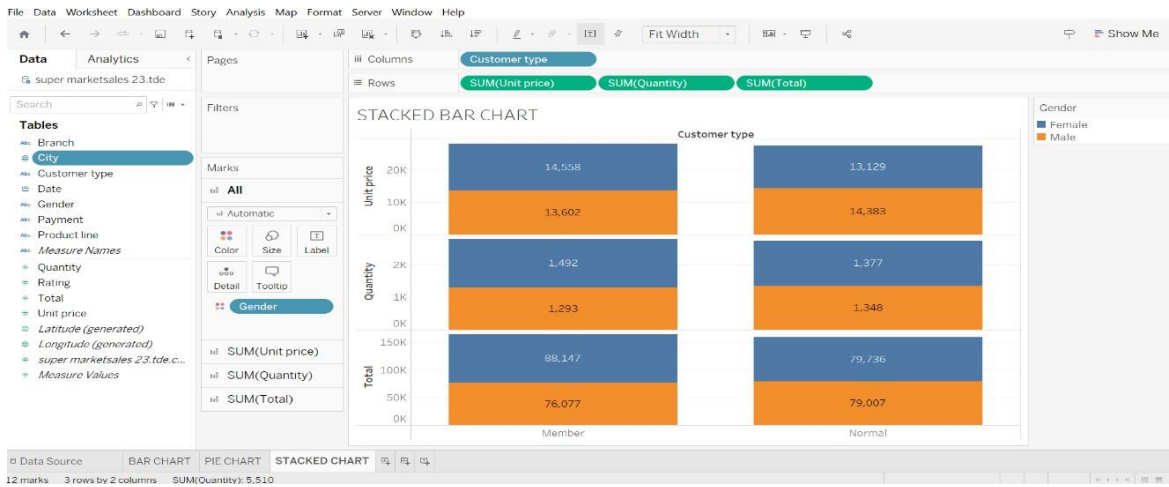 File Data Worksheet Dashboard Story Analysis Map Format Server Window Help
Fit Width
Show Me
Data Analytics
super marketsales 23.tde
Search
Tables
Branch
City
Customer type
Date
Gender
Payment
Product line
Measure Names
Quantity
Rating
Total
Unit price
Latitude (generated)
Longitude (generated)
super marketsales 23.tde.c...
Measure Values
Pages
Filters
Marks
All
Automatic
Color Size Label
Detail Tooltip
Gender
SUM(Unit price)
SUM(Quantity)
SUM(Total)
Columns Customer type
Rows SUM(Unit price) SUM(Quantity) SUM(Total)
STACKED BAR CHART
Customer type
Unit price
20K
10K
0K
14,558 13,129
13,602 14,383
Quantity
2K
1K
0K
1,492 1,377
1,293 1,348
Total
150K
100K
50K
0K
88,147 79,736
76,077 79,007
Member Normal
Gender
Female
Male
Data Source BAR CHART PIE CHART STACKED CHART
12 marks 3 rows by 2 columns SUM(Quantity): 5,510